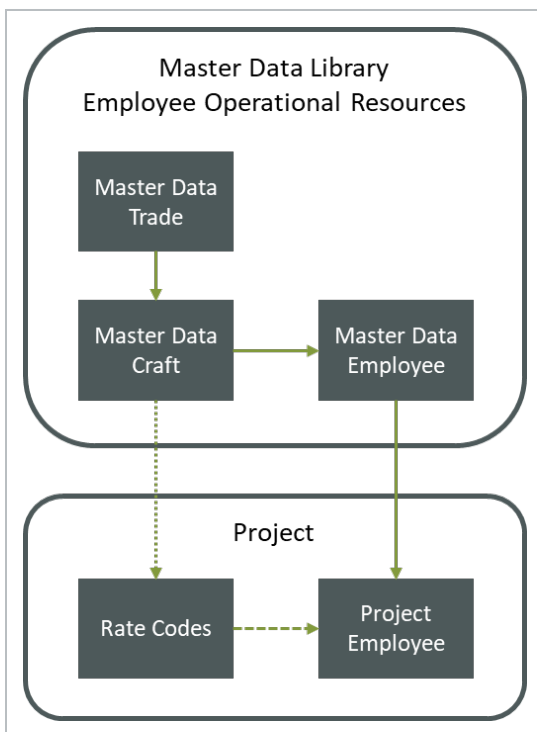 Master Data Library
Employee Operational Resources
Master Data
Trade
Master Data
Craft
Master Data
Employee
Project
Rate Codes
Project
Employee